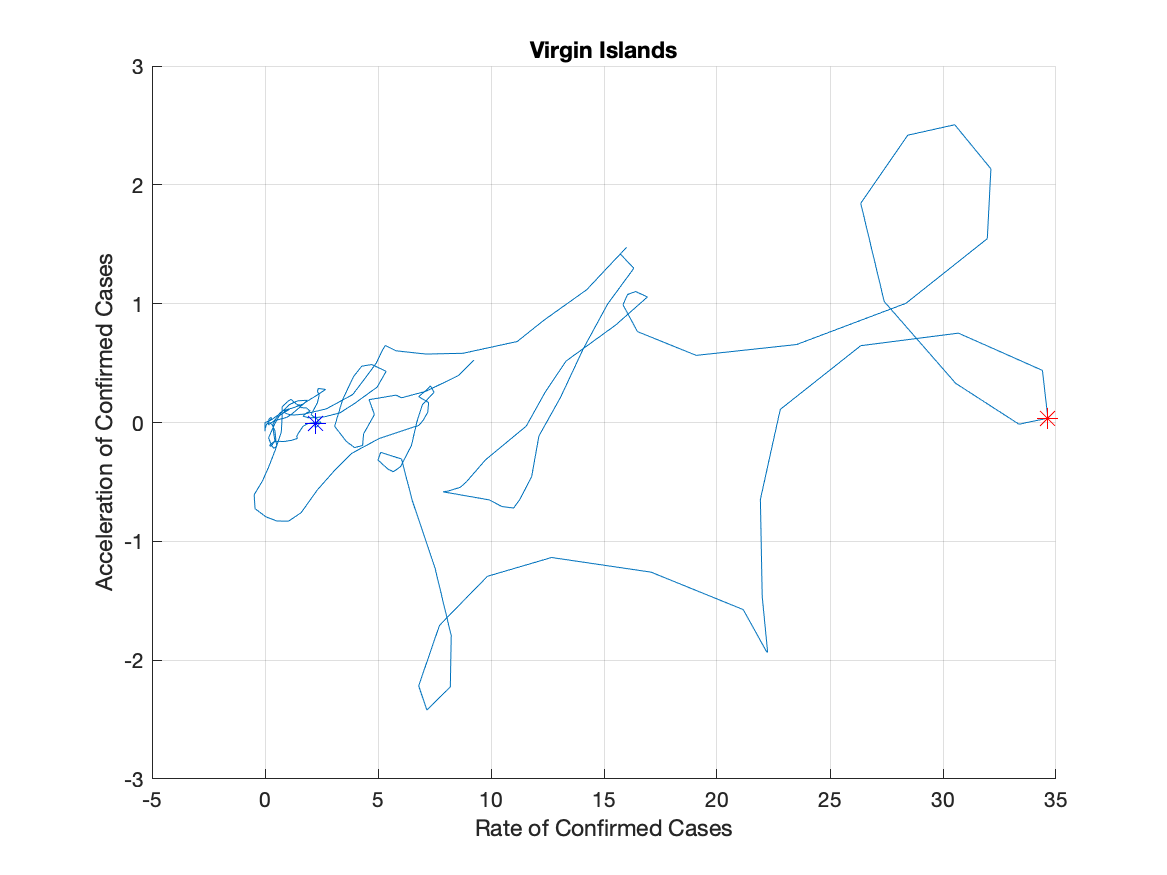 Virgin Islands
3
2
1
0
-1
-2
-3
Acceleration of Confirmed Cases
-5 0 5 10 15 20 25 30 35
Rate of Confirmed Cases